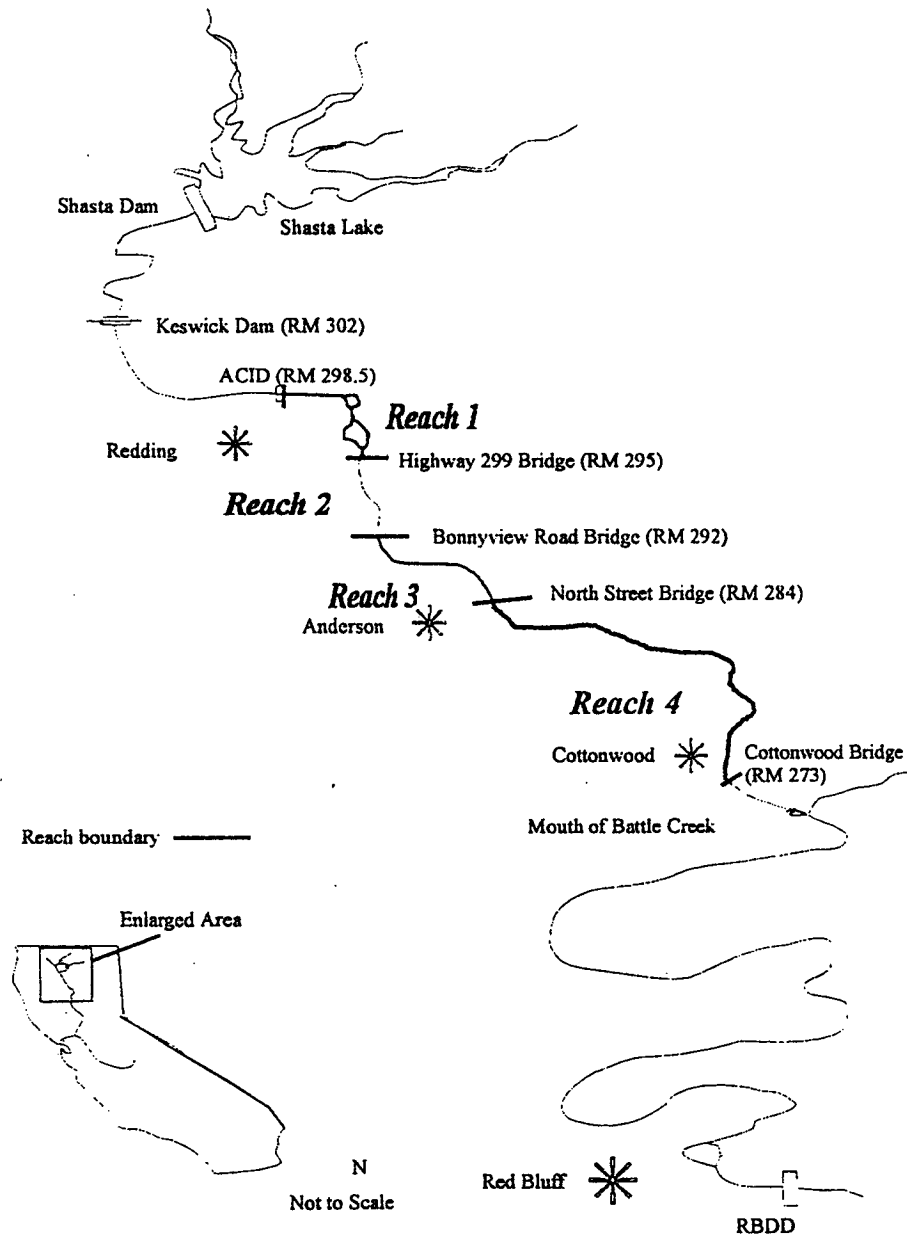 Shasta Dam
Shasta Lake
Keswick Dam (RM 302)
ACID (RM 298.5)
Reach 1
Redding
Highway 299 Bridge (RM 295)
Reach 2
Bonnyview Road Bridge (RM 292)
Reach 3
North Street Bridge (RM 284)
Anderson
Reach 4
Cottonwood
Cottonwood Bridge
(RM 273)
Mouth of Battle Creek
Reach boundary
Enlarged Area
N
Not to Scale
Red Bluff
RBDD